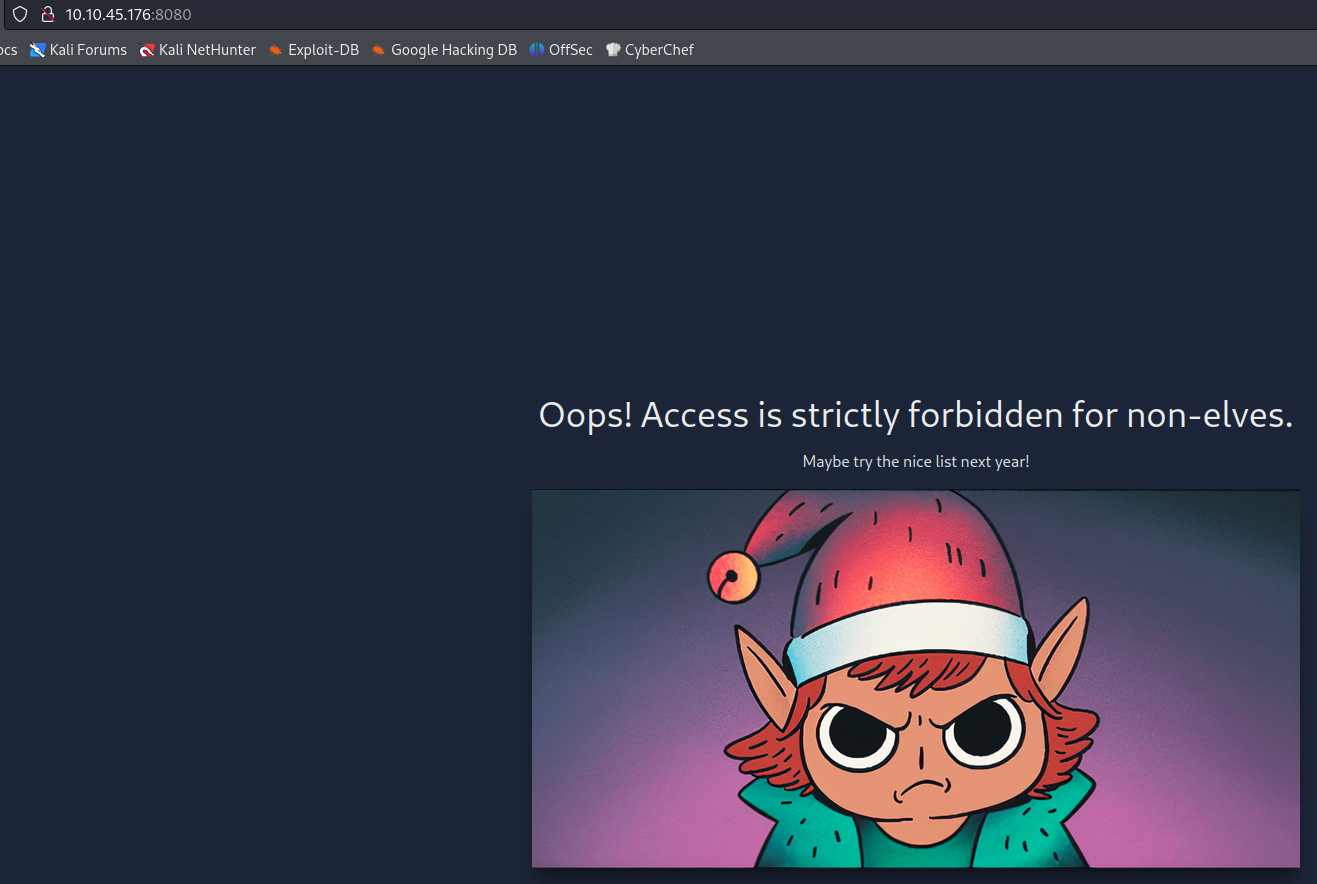 10.10.45.176:8080
ocs Kali Forums Kali NetHunter Exploit-DB Google Hacking DB OffSec CyberChef
Oops! Access is strictly forbidden for non-elves.
Maybe try the nice list next year!